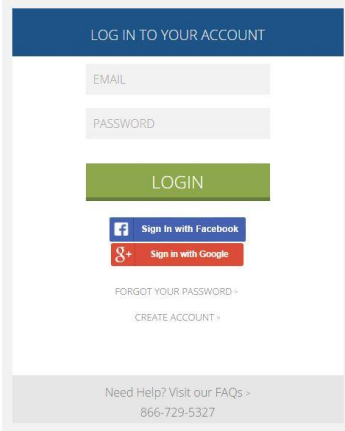 LOG IN TO YOUR ACCOUNT
EMAIL
PASSWORD
LOGIN
f Sign In with Facebook
g+ Sign in with Google
FORGOT YOUR PASSWORD >
CREATE ACCOUNT >
Need Help? Visit our FAQs >
866-729-5327